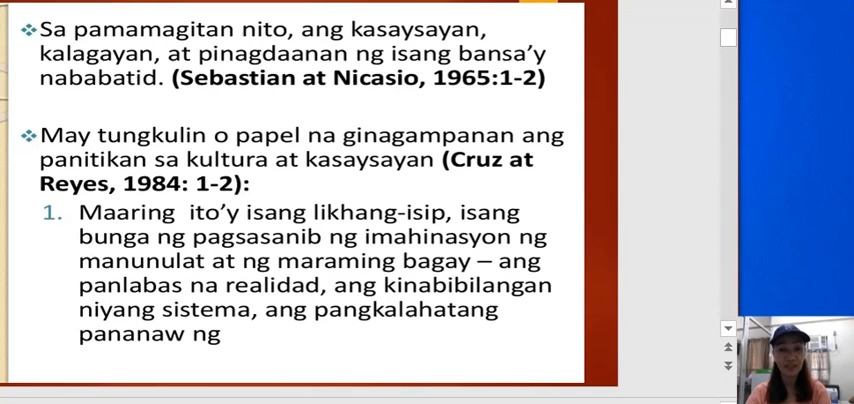 ❖Sa pamamagitan nito, ang kasaysayan,
kalagayan, at pinagdaanan ng isang bansa’y
nababatid. (Sebastian at Nicasio, 1965:1-2)
❖May tungkulin o papel na ginagampanan ang
panitikan sa kultura at kasaysayan (Cruz at
Reyes, 1984: 1-2):
1. Maaring ito’y isang likhang-isip, isang
bunga ng pagsasanib ng imahinasyon ng
manunulat at ng maraming bagay – ang
panlabas na realidad, ang kinabibilangan
niyang sistema, ang pangkalahatang
pananaw ng